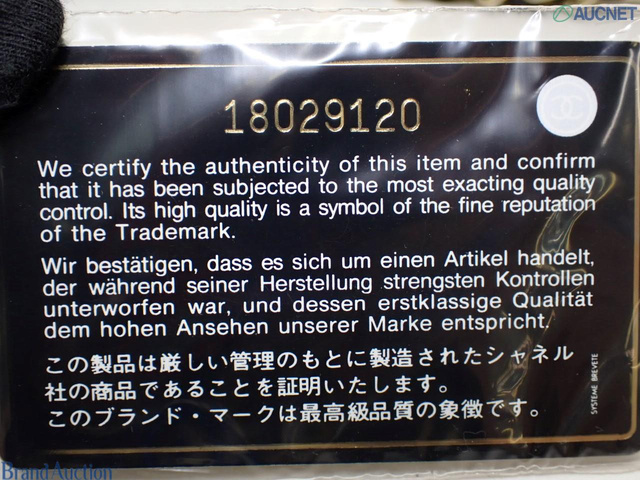 AUCNET
18029120
We certify the authenticity of this item and confirm
that it has been subjected to the most exacting quality
control. Its high quality is a symbol of the fine reputation
of the Trademark.
Wir bestätigen, dass es sich um einen Artikel handelt,
der während seiner Herstellung strengsten Kontrollen
unterworfen war, und dessen erstklassige Qualität
dem hohen Ansehen unserer Marke entspricht.
この製品は厳しい管理のもとに製造されたシャネル
社の商品であることを証明いたします。
このブランド・マークは最高級品質の象徴です。
SYSTEME BREVETE
Brand Auction